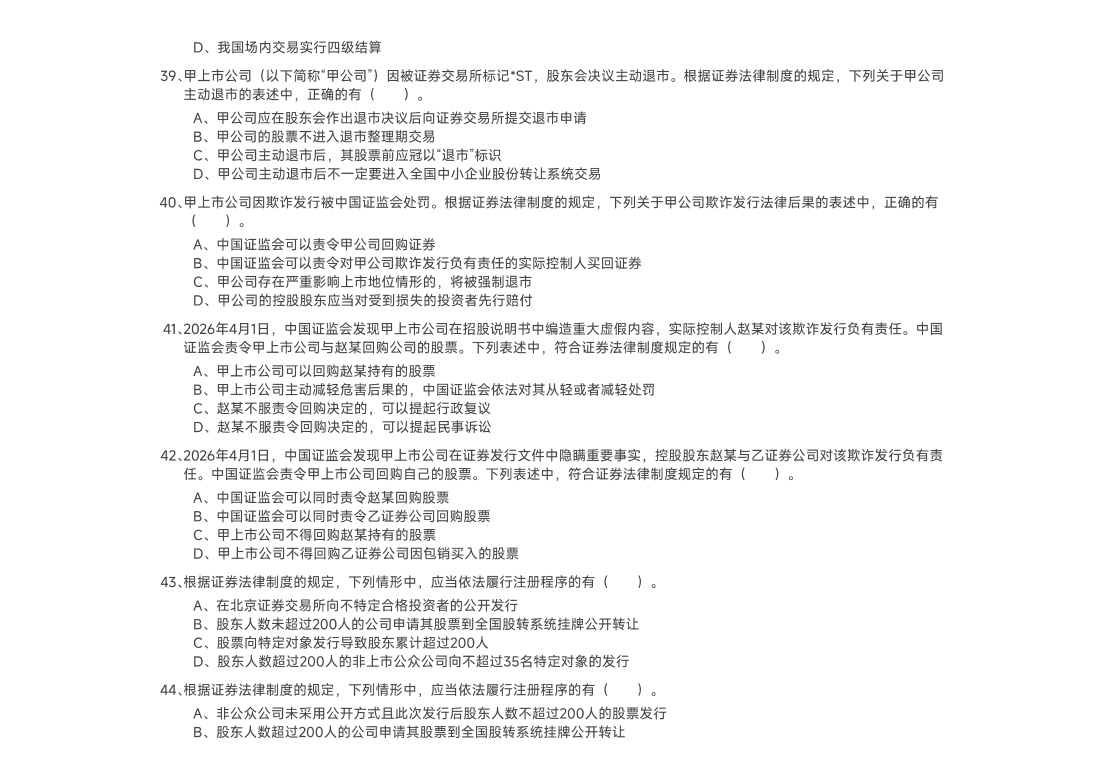 D、我国场内交易实行四级结算
39、甲上市公司（以下简称“甲公司”）因被证券交易所标记*ST，股东会决议主动退市。根据证券法律制度的规定，下列关于甲公司
主动退市的表述中，正确的有（　　）。
A、甲公司应在股东会作出退市决议后向证券交易所提交退市申请
B、甲公司的股票不进入退市整理期交易
C、甲公司主动退市后，其股票前应冠以“退市”标识
D、甲公司主动退市后不一定要进入全国中小企业股份转让系统交易
40、甲上市公司因欺诈发行被中国证监会处罚。根据证券法律制度的规定，下列关于甲公司欺诈发行法律后果的表述中，正确的有
（　　）。
A、中国证监会可以责令甲公司回购证券
B、中国证监会可以责令对甲公司欺诈发行负有责任的实际控制人买回证券
C、甲公司存在严重影响上市地位情形的，将被强制退市
D、甲公司的控股股东应当对受到损失的投资者先行赔付
41、2026年4月1日，中国证监会发现甲上市公司在招股说明书中编造重大虚假内容，实际控制人赵某对该欺诈发行负有责任。中国
证监会责令甲上市公司与赵某回购公司的股票。下列表述中，符合证券法律制度规定的有（　　）。
A、甲上市公司可以回购赵某持有的股票
B、甲上市公司主动减轻危害后果的，中国证监会依法对其从轻或者减轻处罚
C、赵某不服责令回购决定的，可以提起行政复议
D、赵某不服责令回购决定的，可以提起民事诉讼
42、2026年4月1日，中国证监会发现甲上市公司在证券发行文件中隐瞒重要事实，控股股东赵某与乙证券公司对该欺诈发行负有责
任。中国证监会责令甲上市公司回购自己的股票。下列表述中，符合证券法律制度规定的有（　　）。
A、中国证监会可以同时责令赵某回购股票
B、中国证监会可以同时责令乙证券公司回购股票
C、甲上市公司不得回购赵某持有的股票
D、甲上市公司不得回购乙证券公司因包销买入的股票
43、根据证券法律制度的规定，下列情形中，应当依法履行注册程序的有（　　）。
A、在北京证券交易所向不特定合格投资者的公开发行
B、股东人数未超过200人的公司申请其股票到全国股转系统挂牌公开转让
C、股票向特定对象发行导致股东累计超过200人
D、股东人数超过200人的非上市公众公司向不超过35名特定对象的发行
44、根据证券法律制度的规定，下列情形中，应当依法履行注册程序的有（　　）。
A、非公众公司未采用公开方式且此次发行后股东人数不超过200人的股票发行
B、股东人数超过200人的公司申请其股票到全国股转系统挂牌公开转让